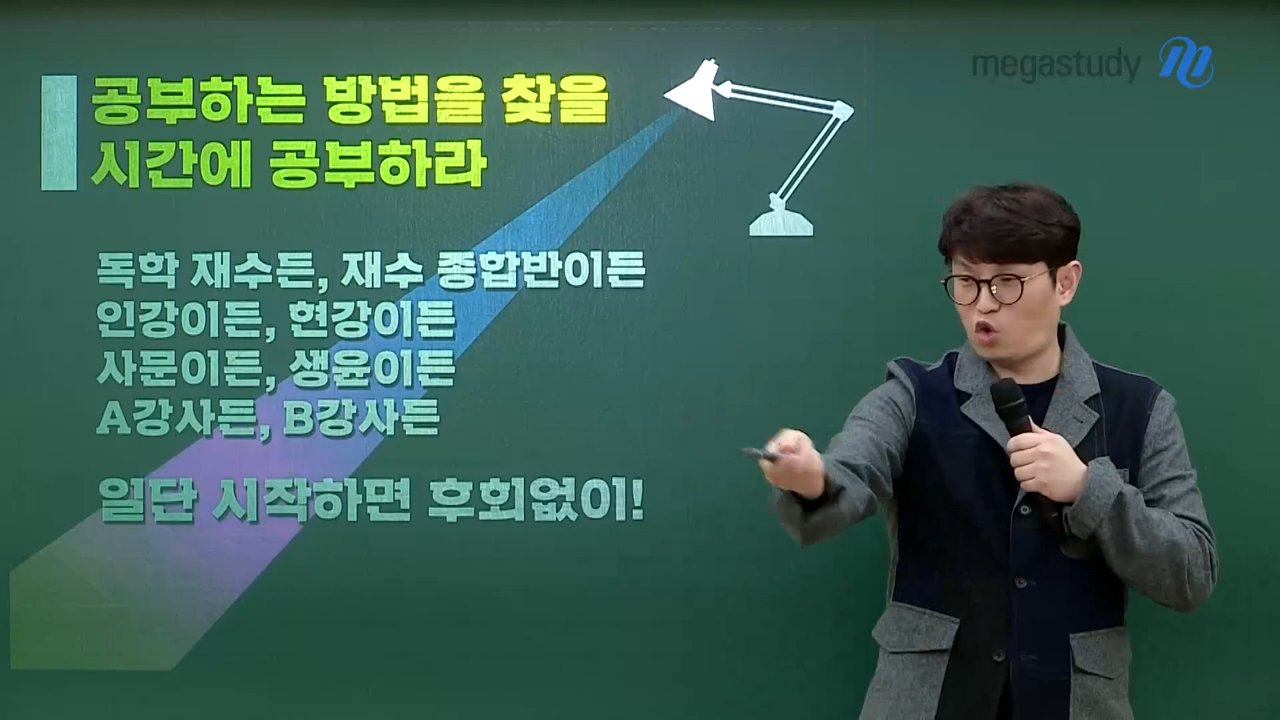 megastudy
공부하는 방법을 찾을
시간에 공부하라
독학 재수든, 재수 종합반이든
인강이든, 현강이든
사문이든, 생윤이든
A강사든, B강사든
일단 시작하면 후회없이!